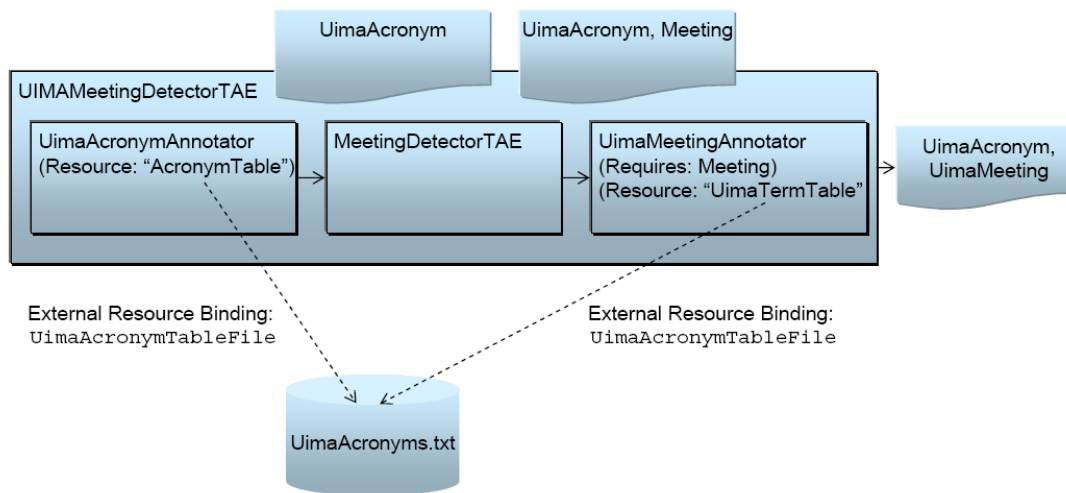 UimaAcronym
UimaAcronym, Meeting
UIMAMeetingDetectorTAE
UimaAcronymAnnotator
(Resource: “AcronymTable”)
MeetingDetectorTAE
UimaMeetingAnnotator
(Requires: Meeting)
(Resource: “UimaTermTable”
UimaAcronym,
UimaMeeting
External Resource Binding:
UimaAcronymTableFile
External Resource Binding:
UimaAcronymTableFile
UimaAcronyms.txt